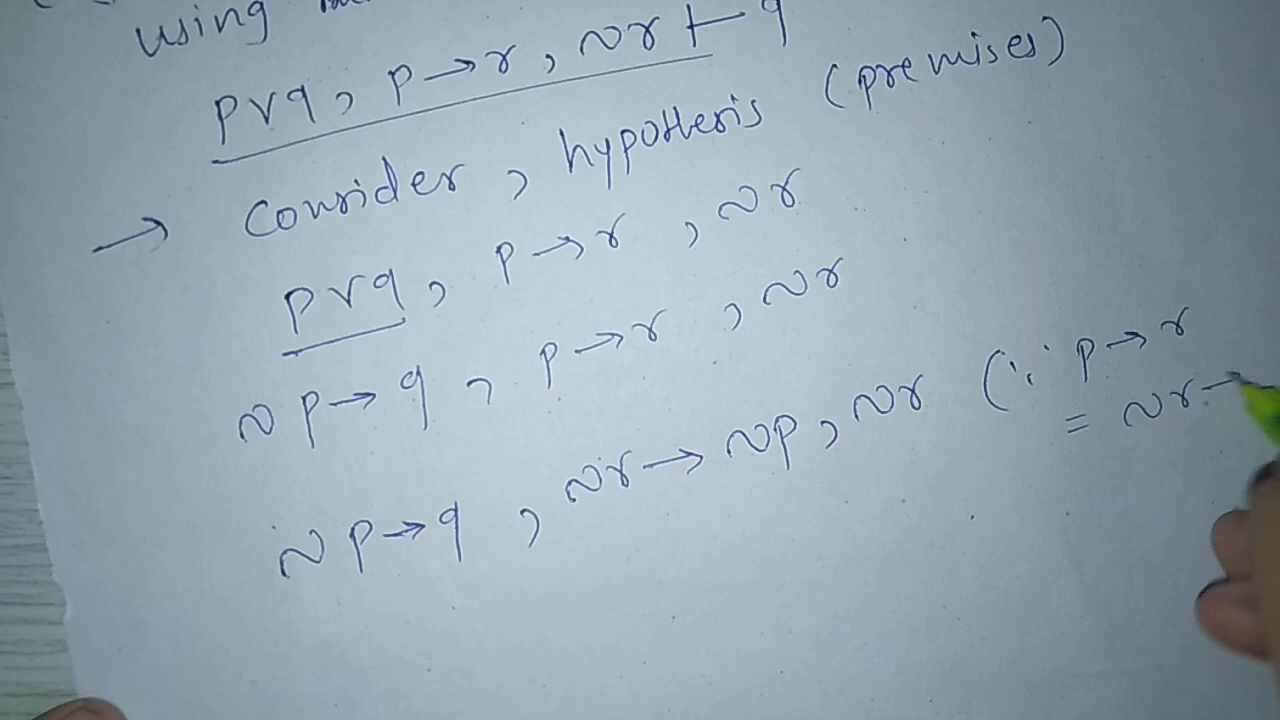 using
p∨q, p→r, ~r ⊢ q
→ Consider, hypothesis (premises)
p∨q, p→r, ~r
~p→q, p→r, ~r
~p→q, ~r→~p, ~r (∵ p→r
= ~r→